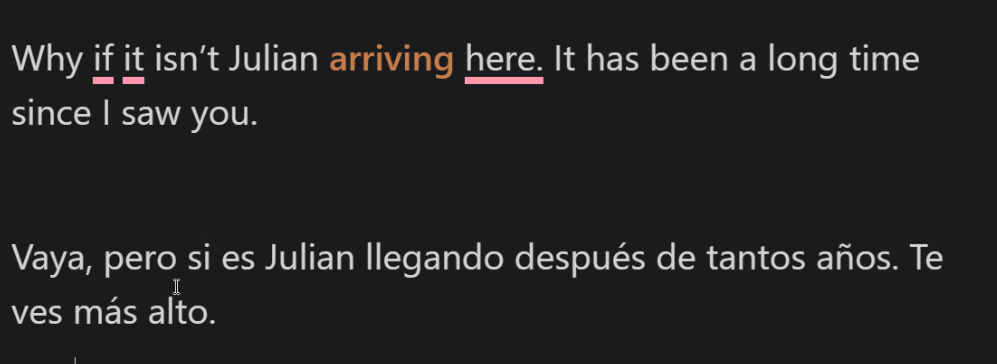 Why if it isn’t Julian arriving here. It has been a long time
since I saw you.
Vaya, pero si es Julian llegando después de tantos años. Te
ves más alto.